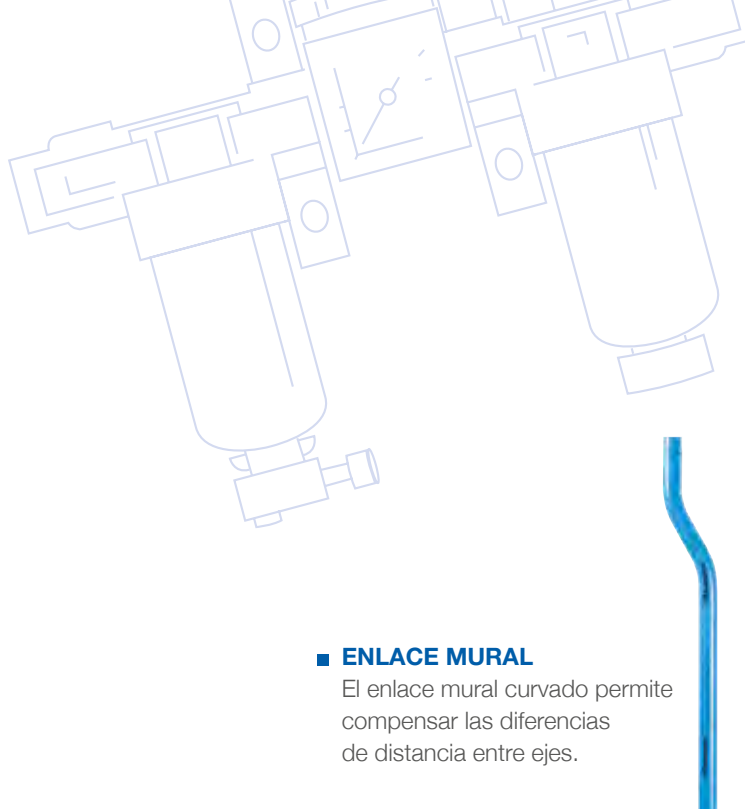 ENLACE MURAL
El enlace mural curvado permite
compensar las diferencias
de distancia entre ejes.